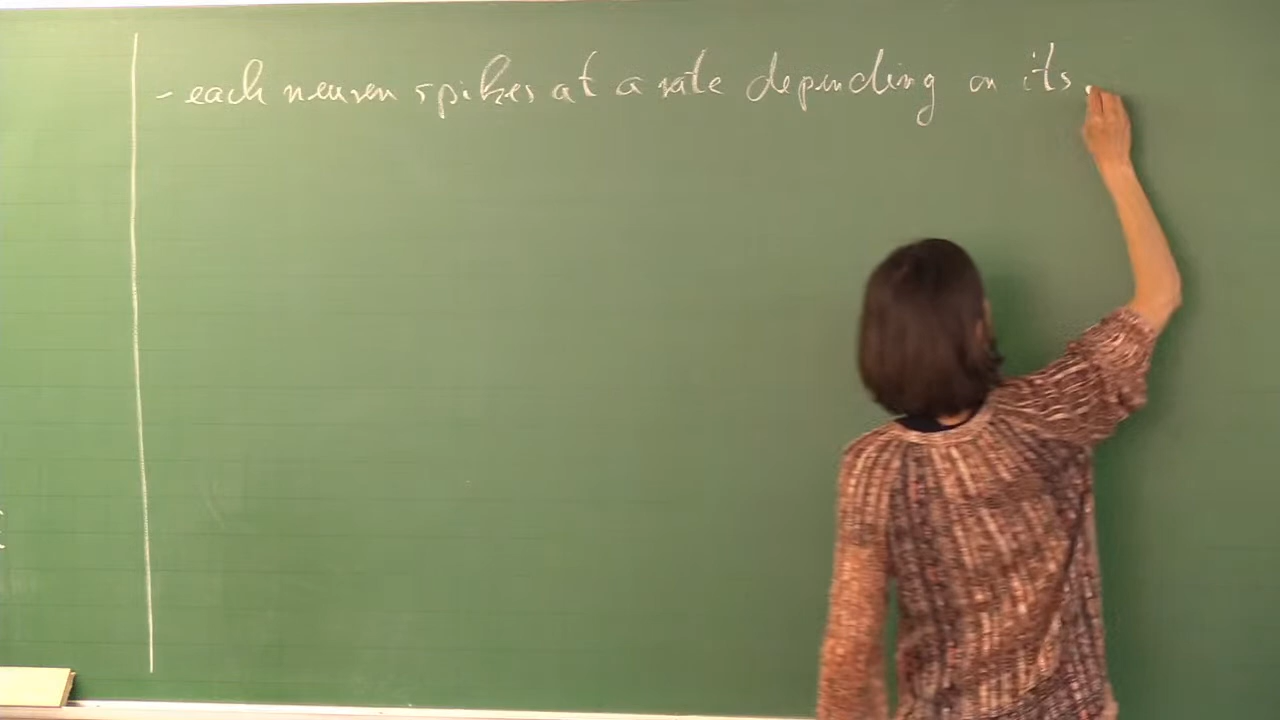 - each neuron spikes at a rate depending on its